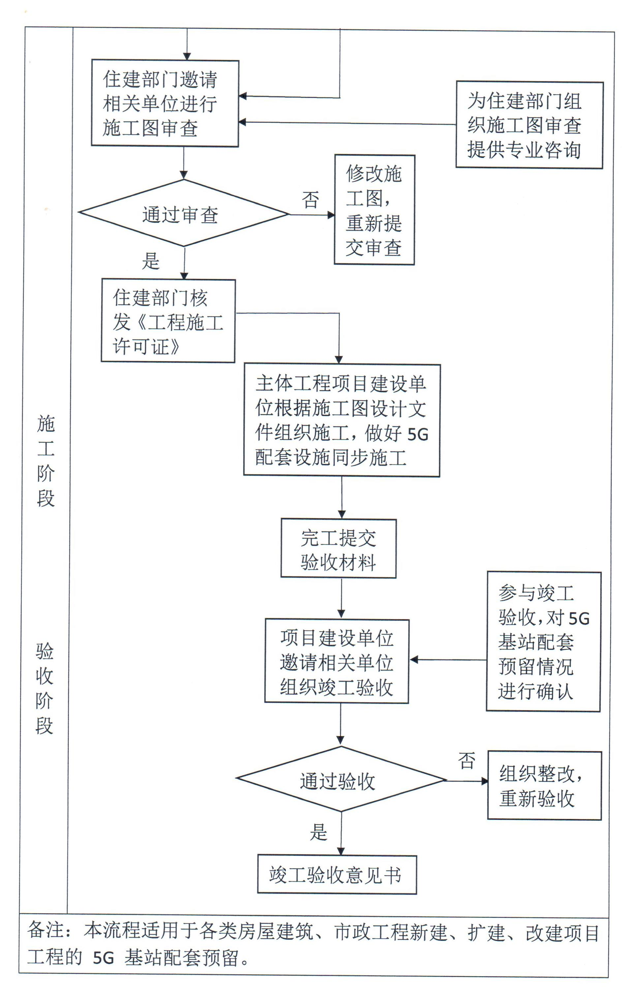 住建部门邀请
相关单位进行
施工图审查
为住建部门组
织施工图审查
提供专业咨询
修改施
工图，
重新提
交审查
通过审查
否
是
住建部门核
发《工程施工
许可证》
主体工程项目建设单
位根据施工图设计文
件组织施工，做好 5G
配套设施同步施工
施
工
阶
段
完工提交
验收材料
参与竣工
验收，对 5G
基站配套
预留情况
进行确认
项目建设单位
邀请相关单位
组织竣工验收
验
收
阶
段
通过验收
否
组织整改，
重新验收
是
竣工验收意见书
备注：本流程适用于各类房屋建筑、市政工程新建、扩建、改建项目
工程的 5G 基站配套预留。